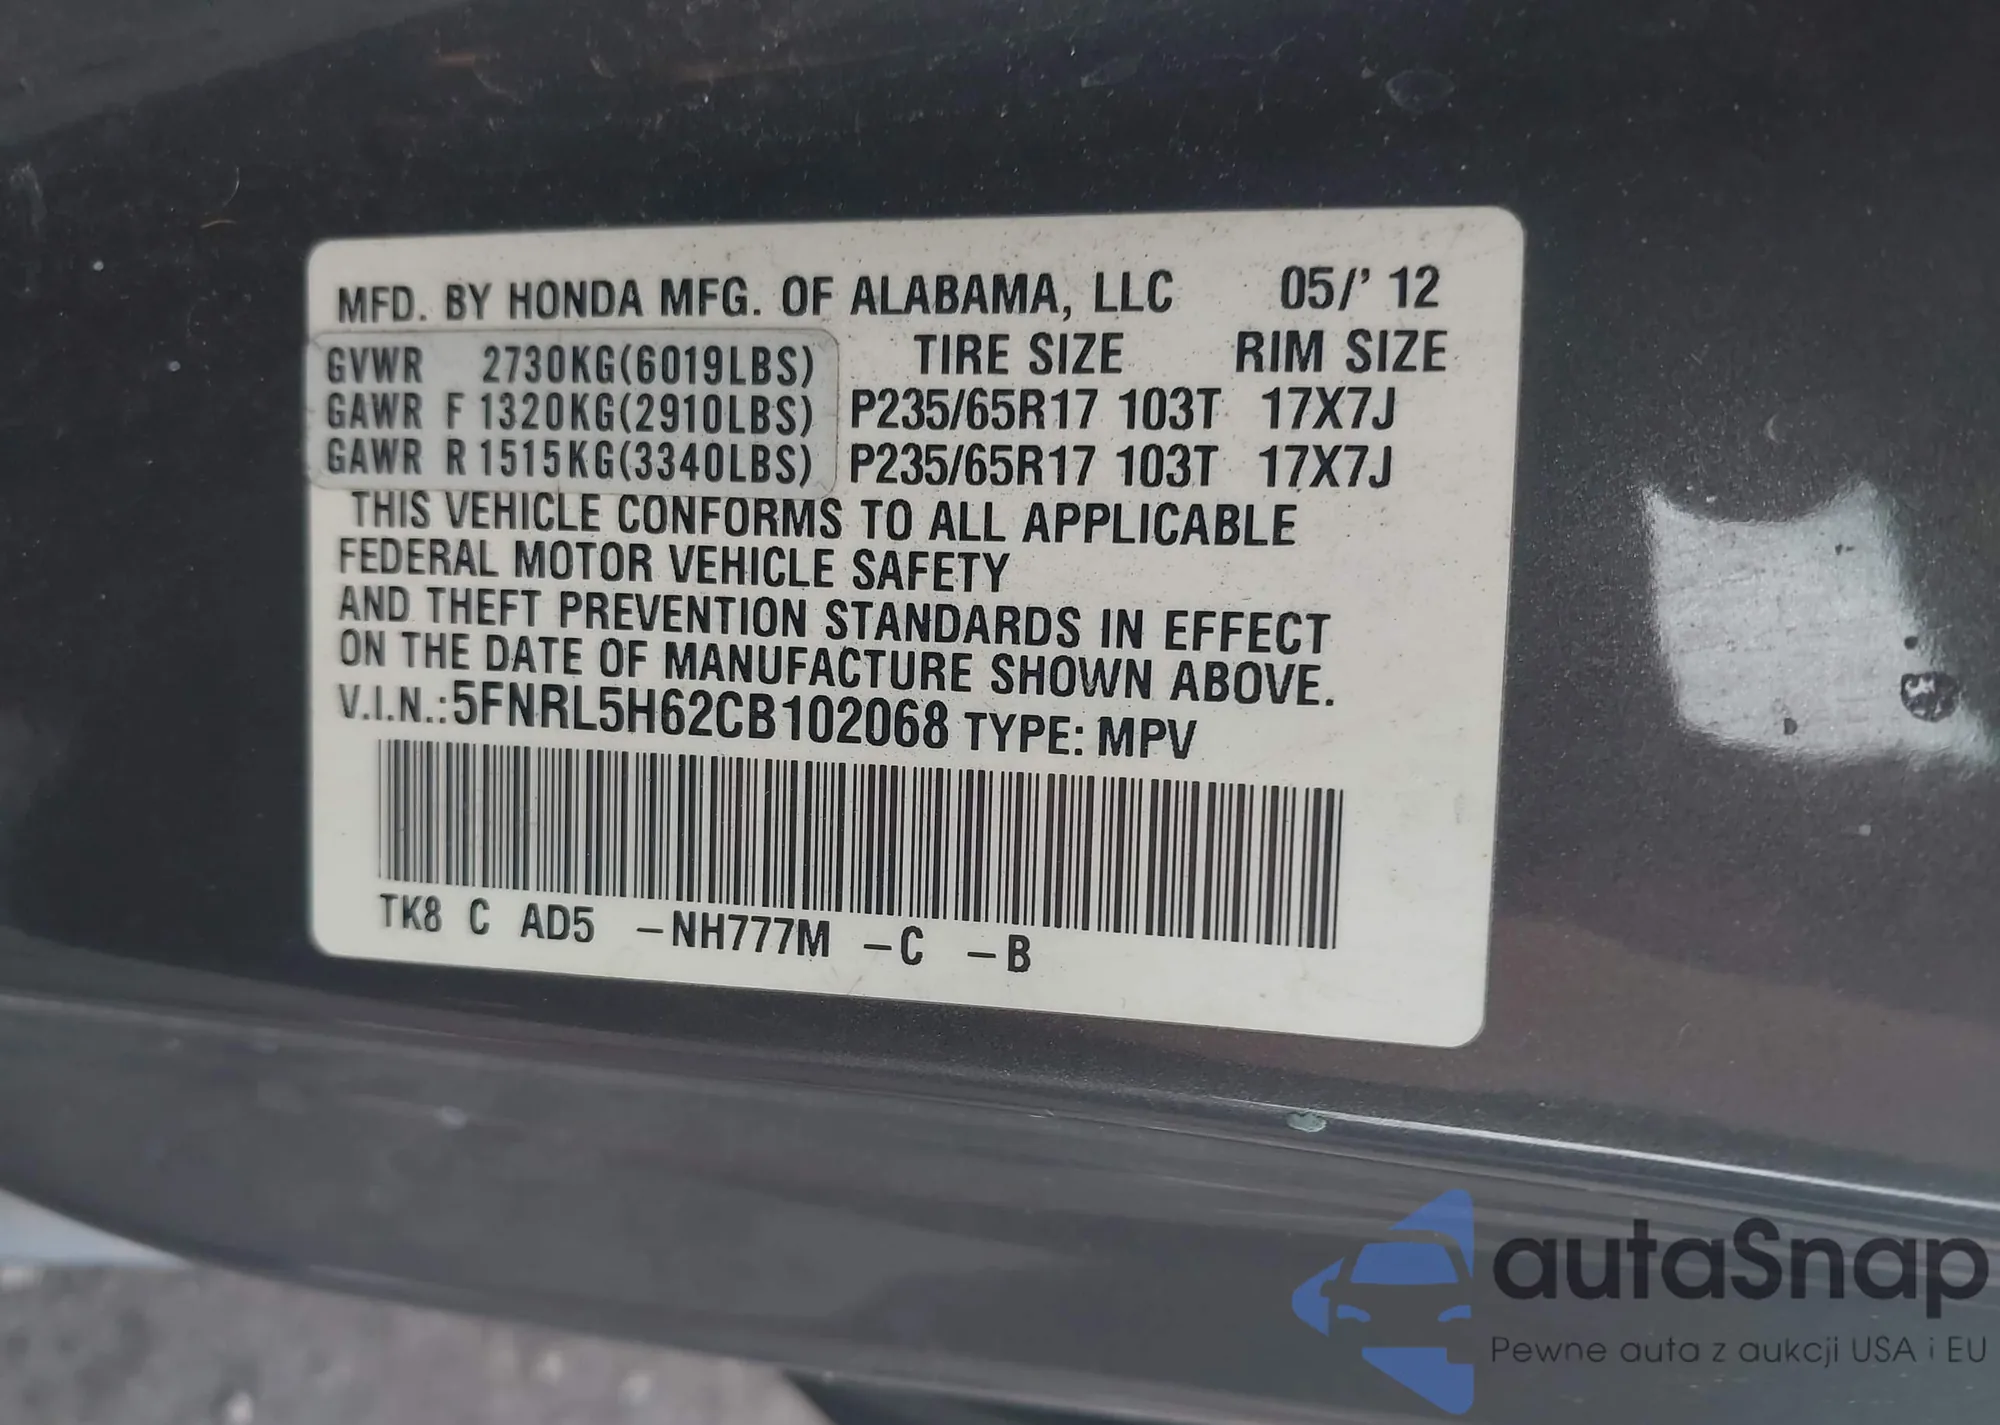 MFD. BY HONDA MFG. OF ALABAMA, LLC 05/' 12
GVWR 2730KG(6019LBS) TIRE SIZE RIM SIZE
GAWR F 1320KG(2910LBS) P235/65R17 103T 17X7J
GAWR R 1515KG(3340LBS) P235/65R17 103T 17X7J
THIS VEHICLE CONFORMS TO ALL APPLICABLE
FEDERAL MOTOR VEHICLE SAFETY
AND THEFT PREVENTION STANDARDS IN EFFECT
ON THE DATE OF MANUFACTURE SHOWN ABOVE.
V.I.N.:5FNRL5H62CB102068 TYPE: MPV
TK8 C AD5 -NH777M -C -B
autaSnap
Pewne auta z aukcji USA i EU